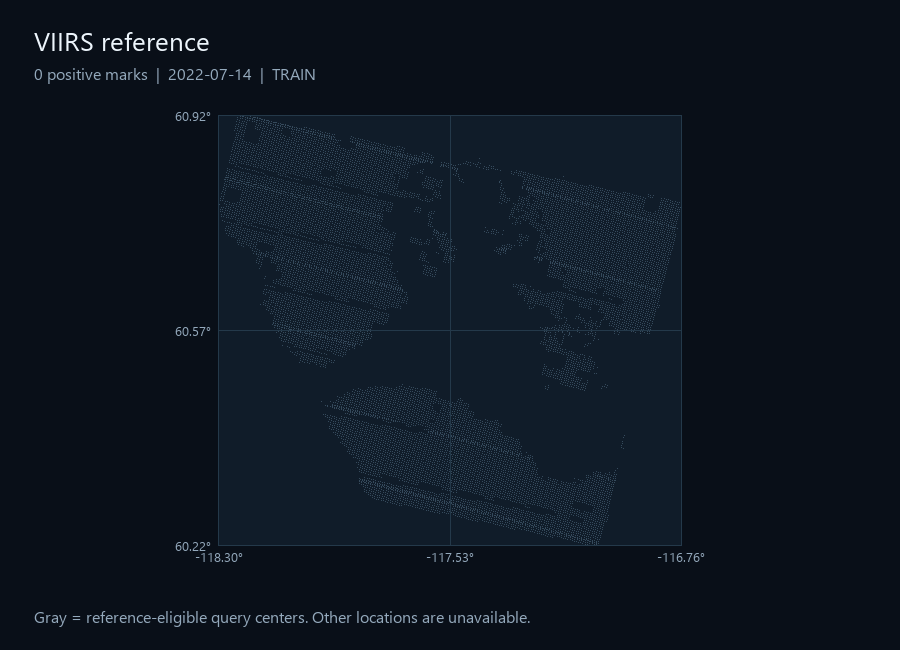 VIIRS reference
0 positive marks | 2022-07-14 | TRAIN
60.92°
60.57°
60.22°
-118.30°
-117.53°
-116.76°
Gray = reference-eligible query centers. Other locations are unavailable.